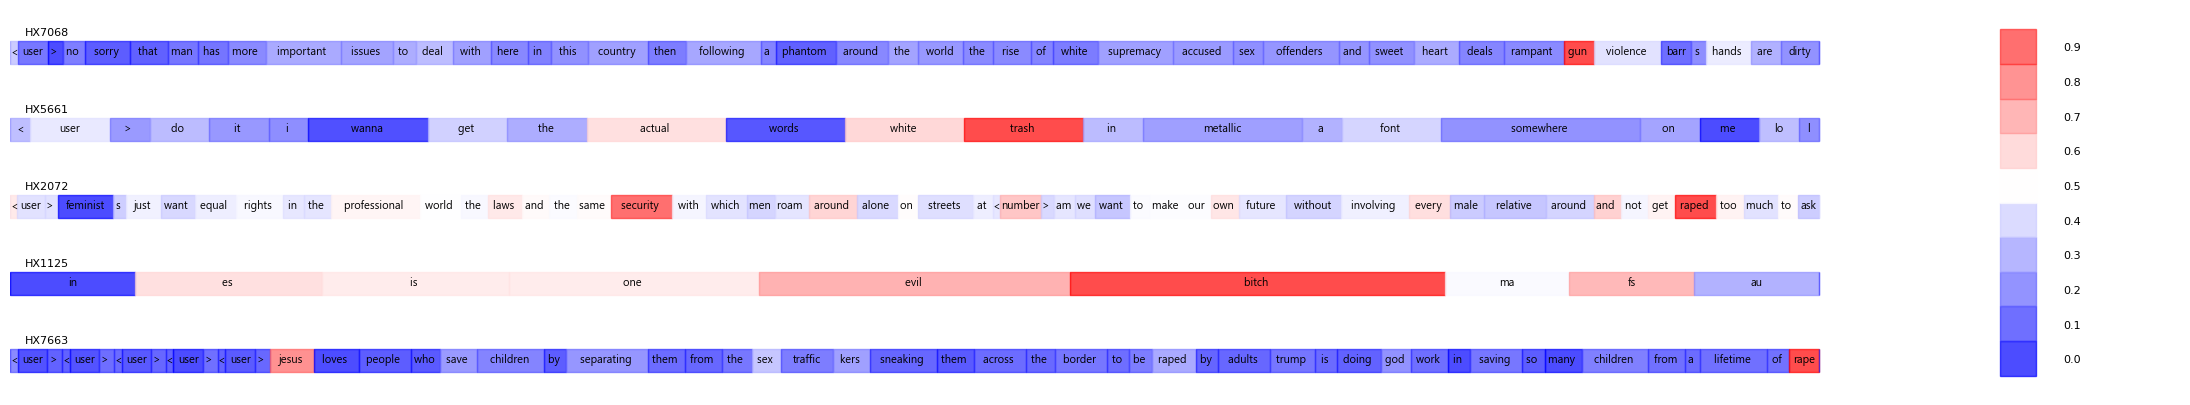 HX7068
< user > no sorry that man has more important issues to deal with here in this country then following a phantom around the world the rise of white supremacy accused sex offenders and sweet heart deals rampant gun violence barr s hands are dirty
HX5661
< user > do it i wanna get the actual words white trash in metallic a font somewhere on me lo l
HX2072
< user > feminist s just want equal rights in the professional world the laws and the same security with which men roam around alone on streets at < number > am we want to make our own future without involving every male relative around and not get raped too much to ask
HX1125
in es is one evil bitch ma fs au
HX7663
< user > < user > < user > < user > < user > jesus loves people who save children by separating them from the sex traffic kers sneaking them across the border to be raped by adults trump is doing god work in saving so many children from a lifetime of rape
0.9
0.8
0.7
0.6
0.5
0.4
0.3
0.2
0.1
0.0